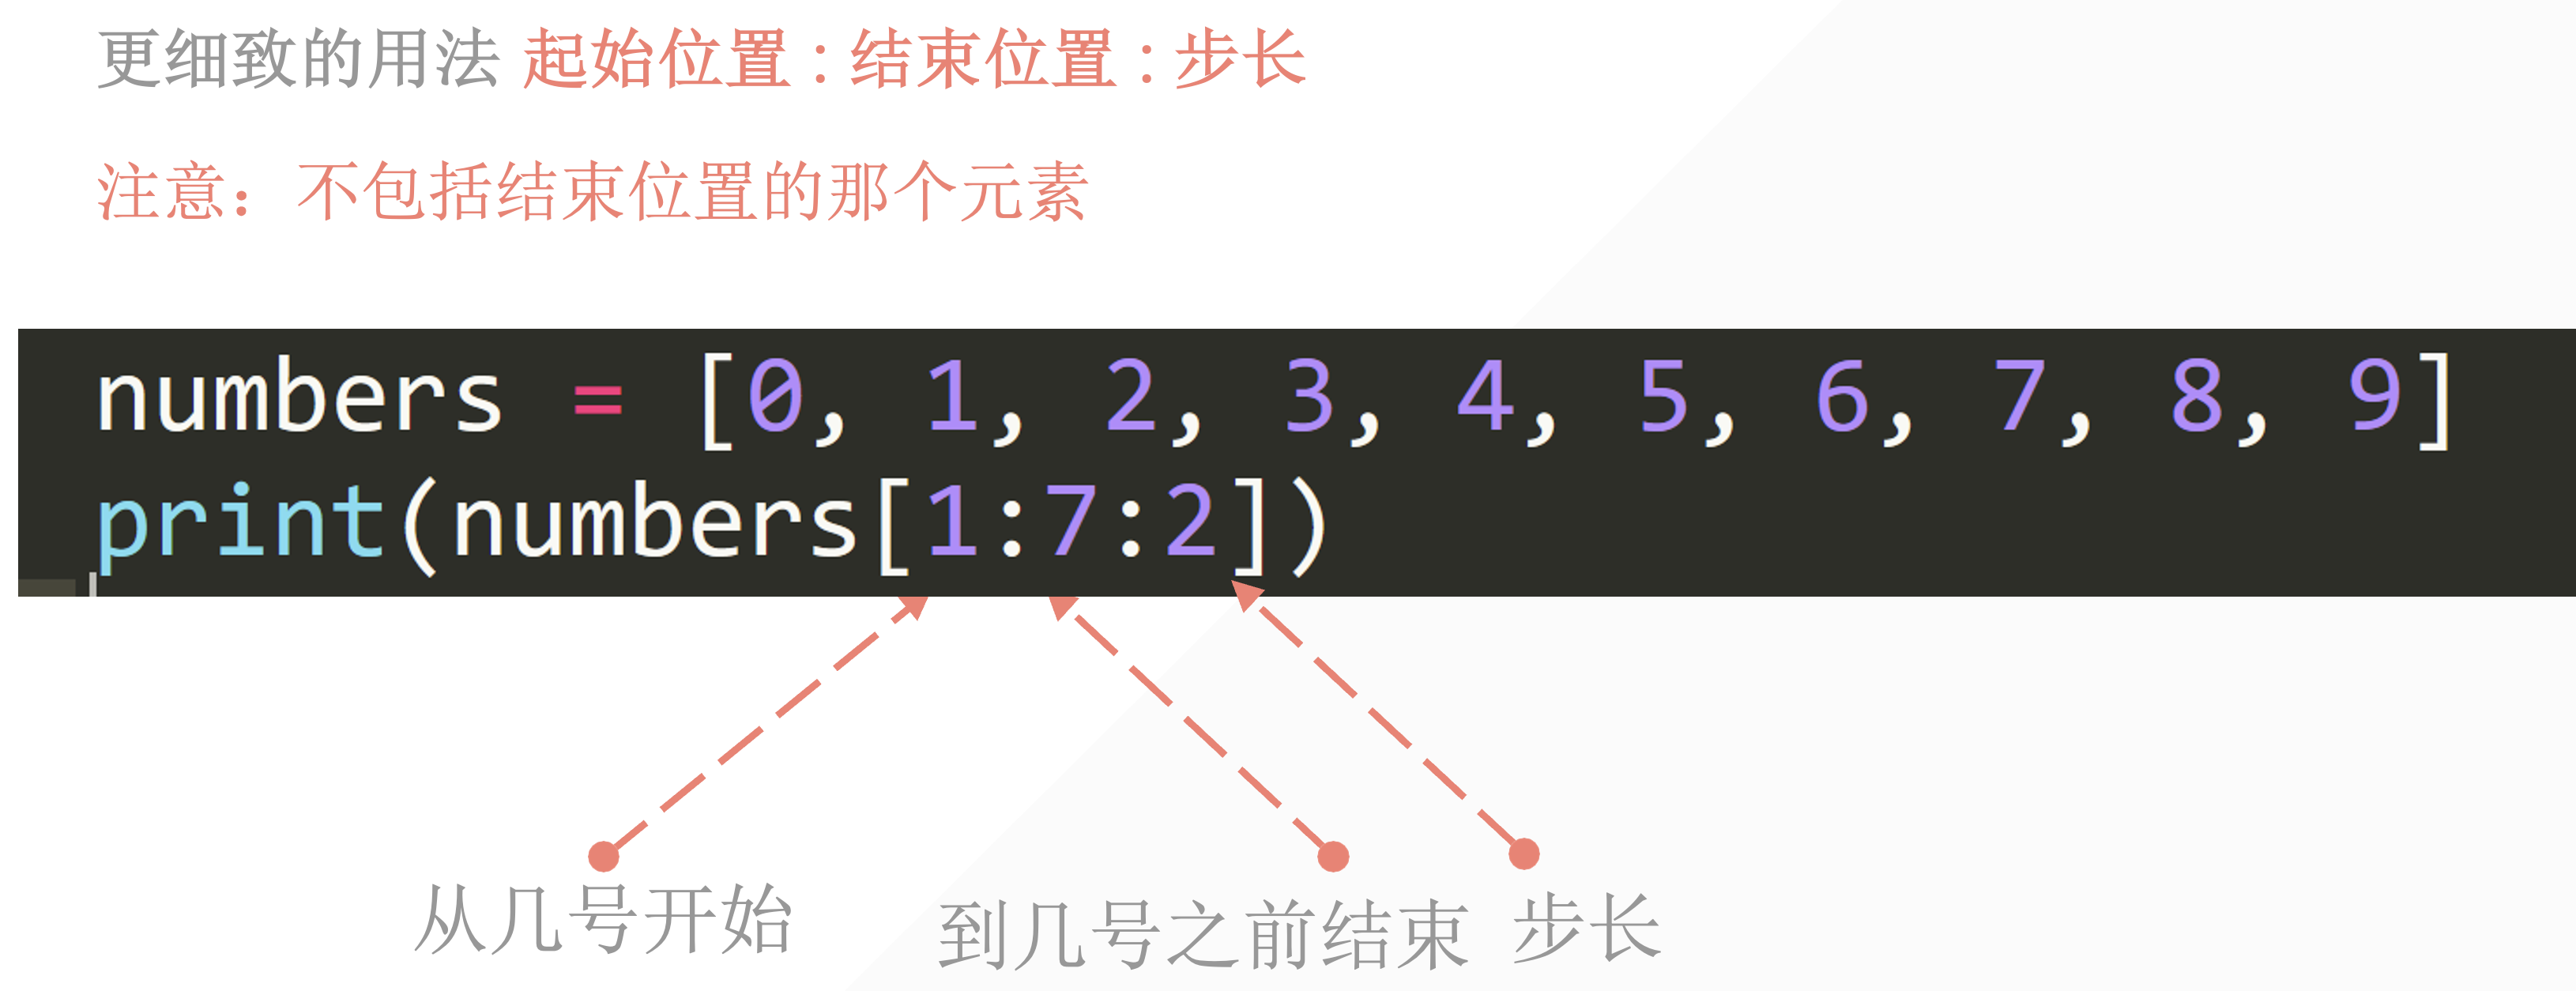 更细致的用法 起始位置：结束位置：步长
注意：不包括结束位置的那个元素
numbers = [0, 1, 2, 3, 4, 5, 6, 7, 8, 9]
print(numbers[1:7:2])
从几号开始
到几号之前结束
步长